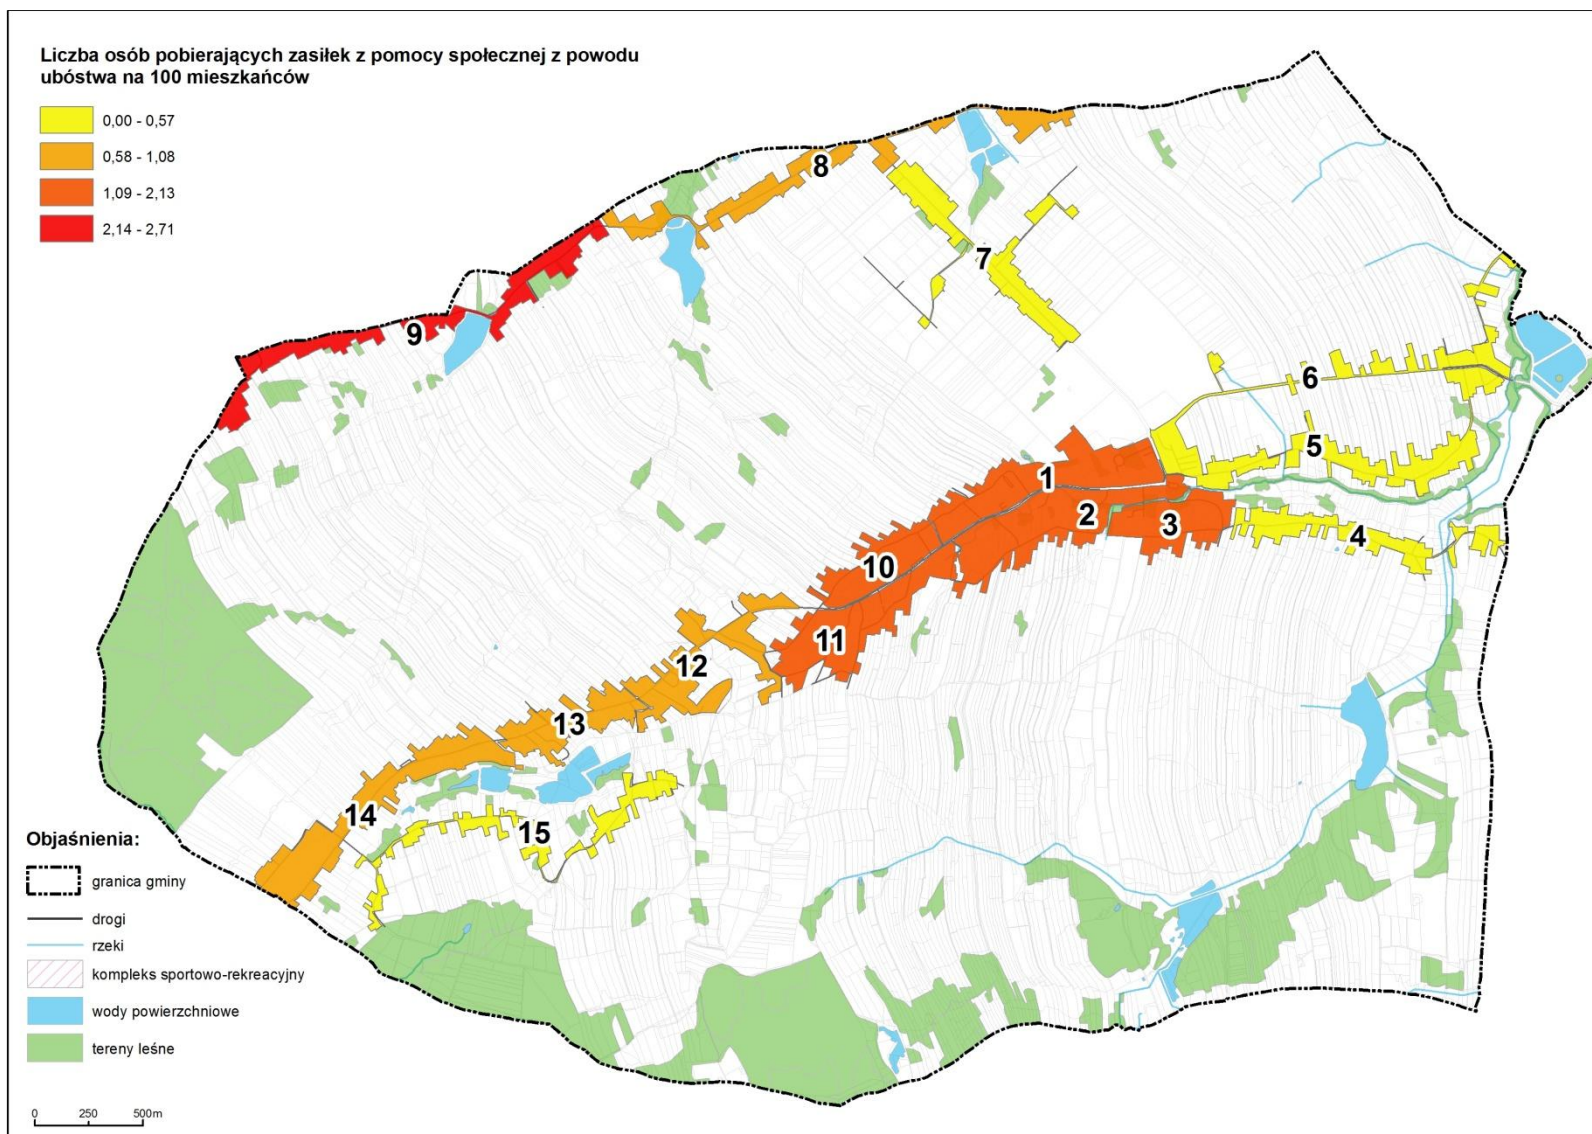 Liczba osób pobierających zasiłek z pomocy społecznej z powodu
ubóstwa na 100 mieszkańców
0,00 - 0,57
0,58 - 1,08
1,09 - 2,13
2,14 - 2,71
8
7
9
6
5
1
2
3
4
10
11
12
13
14
15
Objaśnienia:
granica gminy
drogi
rzeki
kompleks sportowo-rekreacyjny
wody powierzchniowe
tereny leśne
0 250 500m